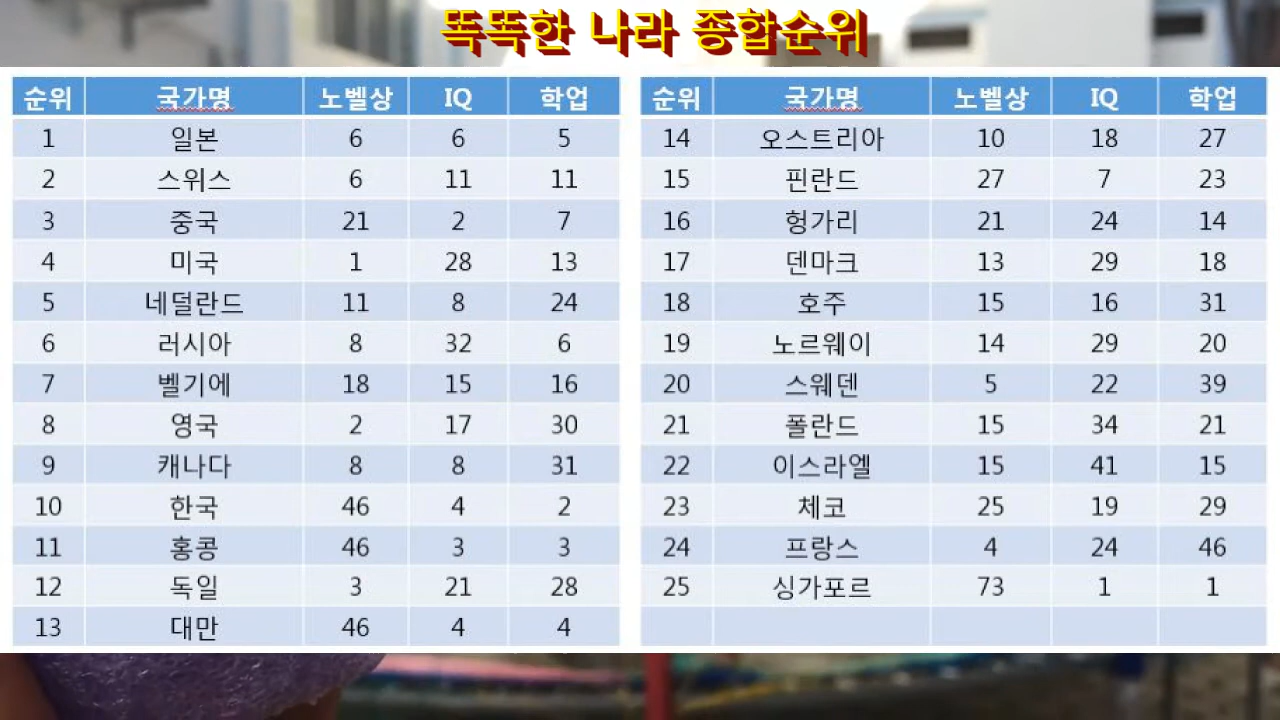 똑똑한 나라 종합순위
순위 국가명 노벨상 IQ 학업
1 일본 6 6 5
2 스위스 6 11 11
3 중국 21 2 7
4 미국 1 28 13
5 네덜란드 11 8 24
6 러시아 8 32 6
7 벨기에 18 15 16
8 영국 2 17 30
9 캐나다 8 8 31
10 한국 46 4 2
11 홍콩 46 3 3
12 독일 3 21 28
13 대만 46 4 4
순위 국가명 노벨상 IQ 학업
14 오스트리아 10 18 27
15 핀란드 27 7 23
16 헝가리 21 24 14
17 덴마크 13 29 18
18 호주 15 16 31
19 노르웨이 14 29 20
20 스웨덴 5 22 39
21 폴란드 15 34 21
22 이스라엘 15 41 15
23 체코 25 19 29
24 프랑스 4 24 46
25 싱가포르 73 1 1